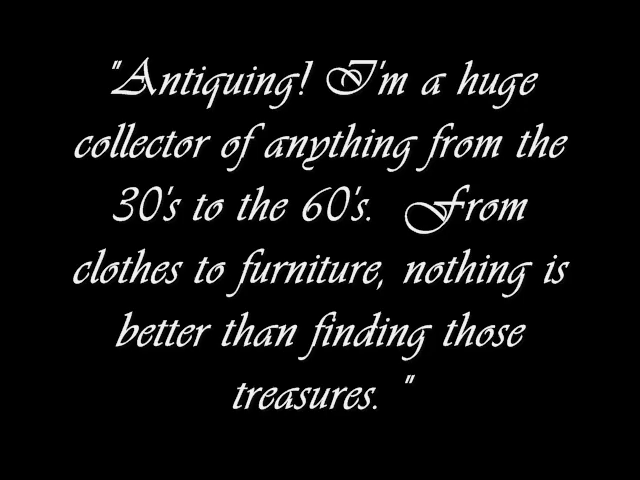 "Antiquing! I'm a huge
collector of anything from the
30's to the 60's.  From
clothes to furniture, nothing is
better than finding those
treasures. "